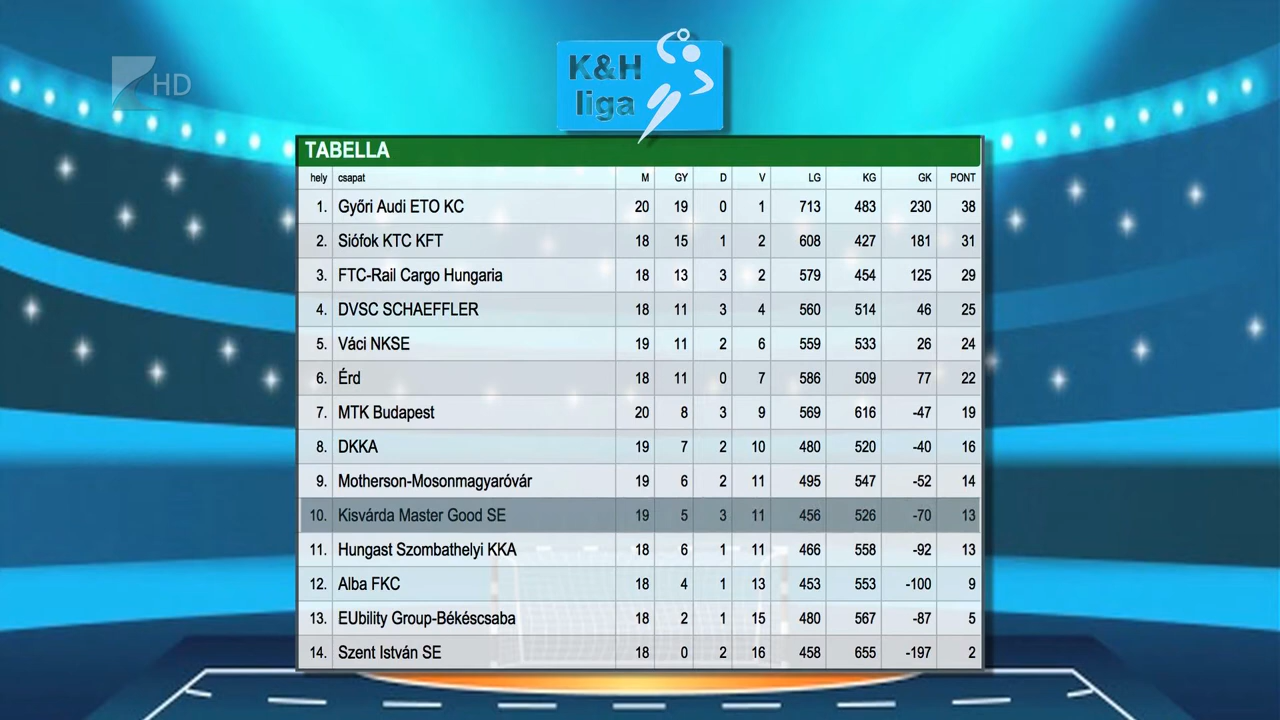 HD
K&H
liga
TABELLA
hely csapat M GY D V LG KG GK PONT
1. Győri Audi ETO KC 20 19 0 1 713 483 230 38
2. Siófok KTC KFT 18 15 1 2 608 427 181 31
3. FTC-Rail Cargo Hungaria 18 13 3 2 579 454 125 29
4. DVSC SCHAEFFLER 18 11 3 4 560 514 46 25
5. Váci NKSE 19 11 2 6 559 533 26 24
6. Érd 18 11 0 7 586 509 77 22
7. MTK Budapest 20 8 3 9 569 616 -47 19
8. DKKA 19 7 2 10 480 520 -40 16
9. Motherson-Mosonmagyaróvár 19 6 2 11 495 547 -52 14
10. Kisvárda Master Good SE 19 5 3 11 456 526 -70 13
11. Hungast Szombathelyi KKA 18 6 1 11 466 558 -92 13
12. Alba FKC 18 4 1 13 453 553 -100 9
13. EUbility Group-Békéscsaba 18 2 1 15 480 567 -87 5
14. Szent István SE 18 0 2 16 458 655 -197 2